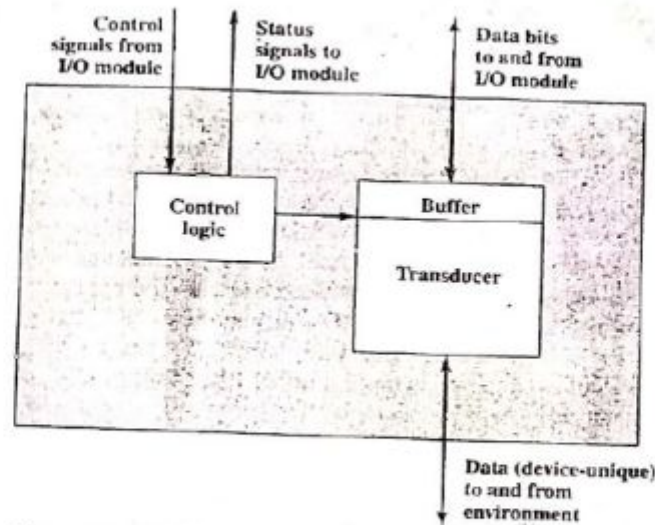 Control
signals from
I/O module
Status
signals to
I/O module
Data bits
to and from
I/O module
Control
logic
Buffer
Transducer
Data (device-unique)
to and from
environment